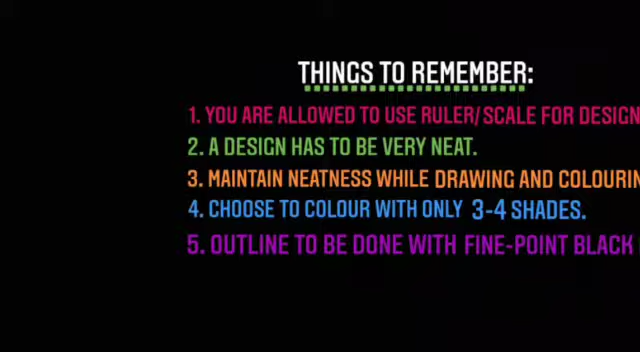 THINGS TO REMEMBER:
1. YOU ARE ALLOWED TO USE RULER/SCALE FOR DESIGN
2. A DESIGN HAS TO BE VERY NEAT.
3. MAINTAIN NEATNESS WHILE DRAWING AND COLOURIN
4. CHOOSE TO COLOUR WITH ONLY 3-4 SHADES.
5. OUTLINE TO BE DONE WITH FINE-POINT BLACK